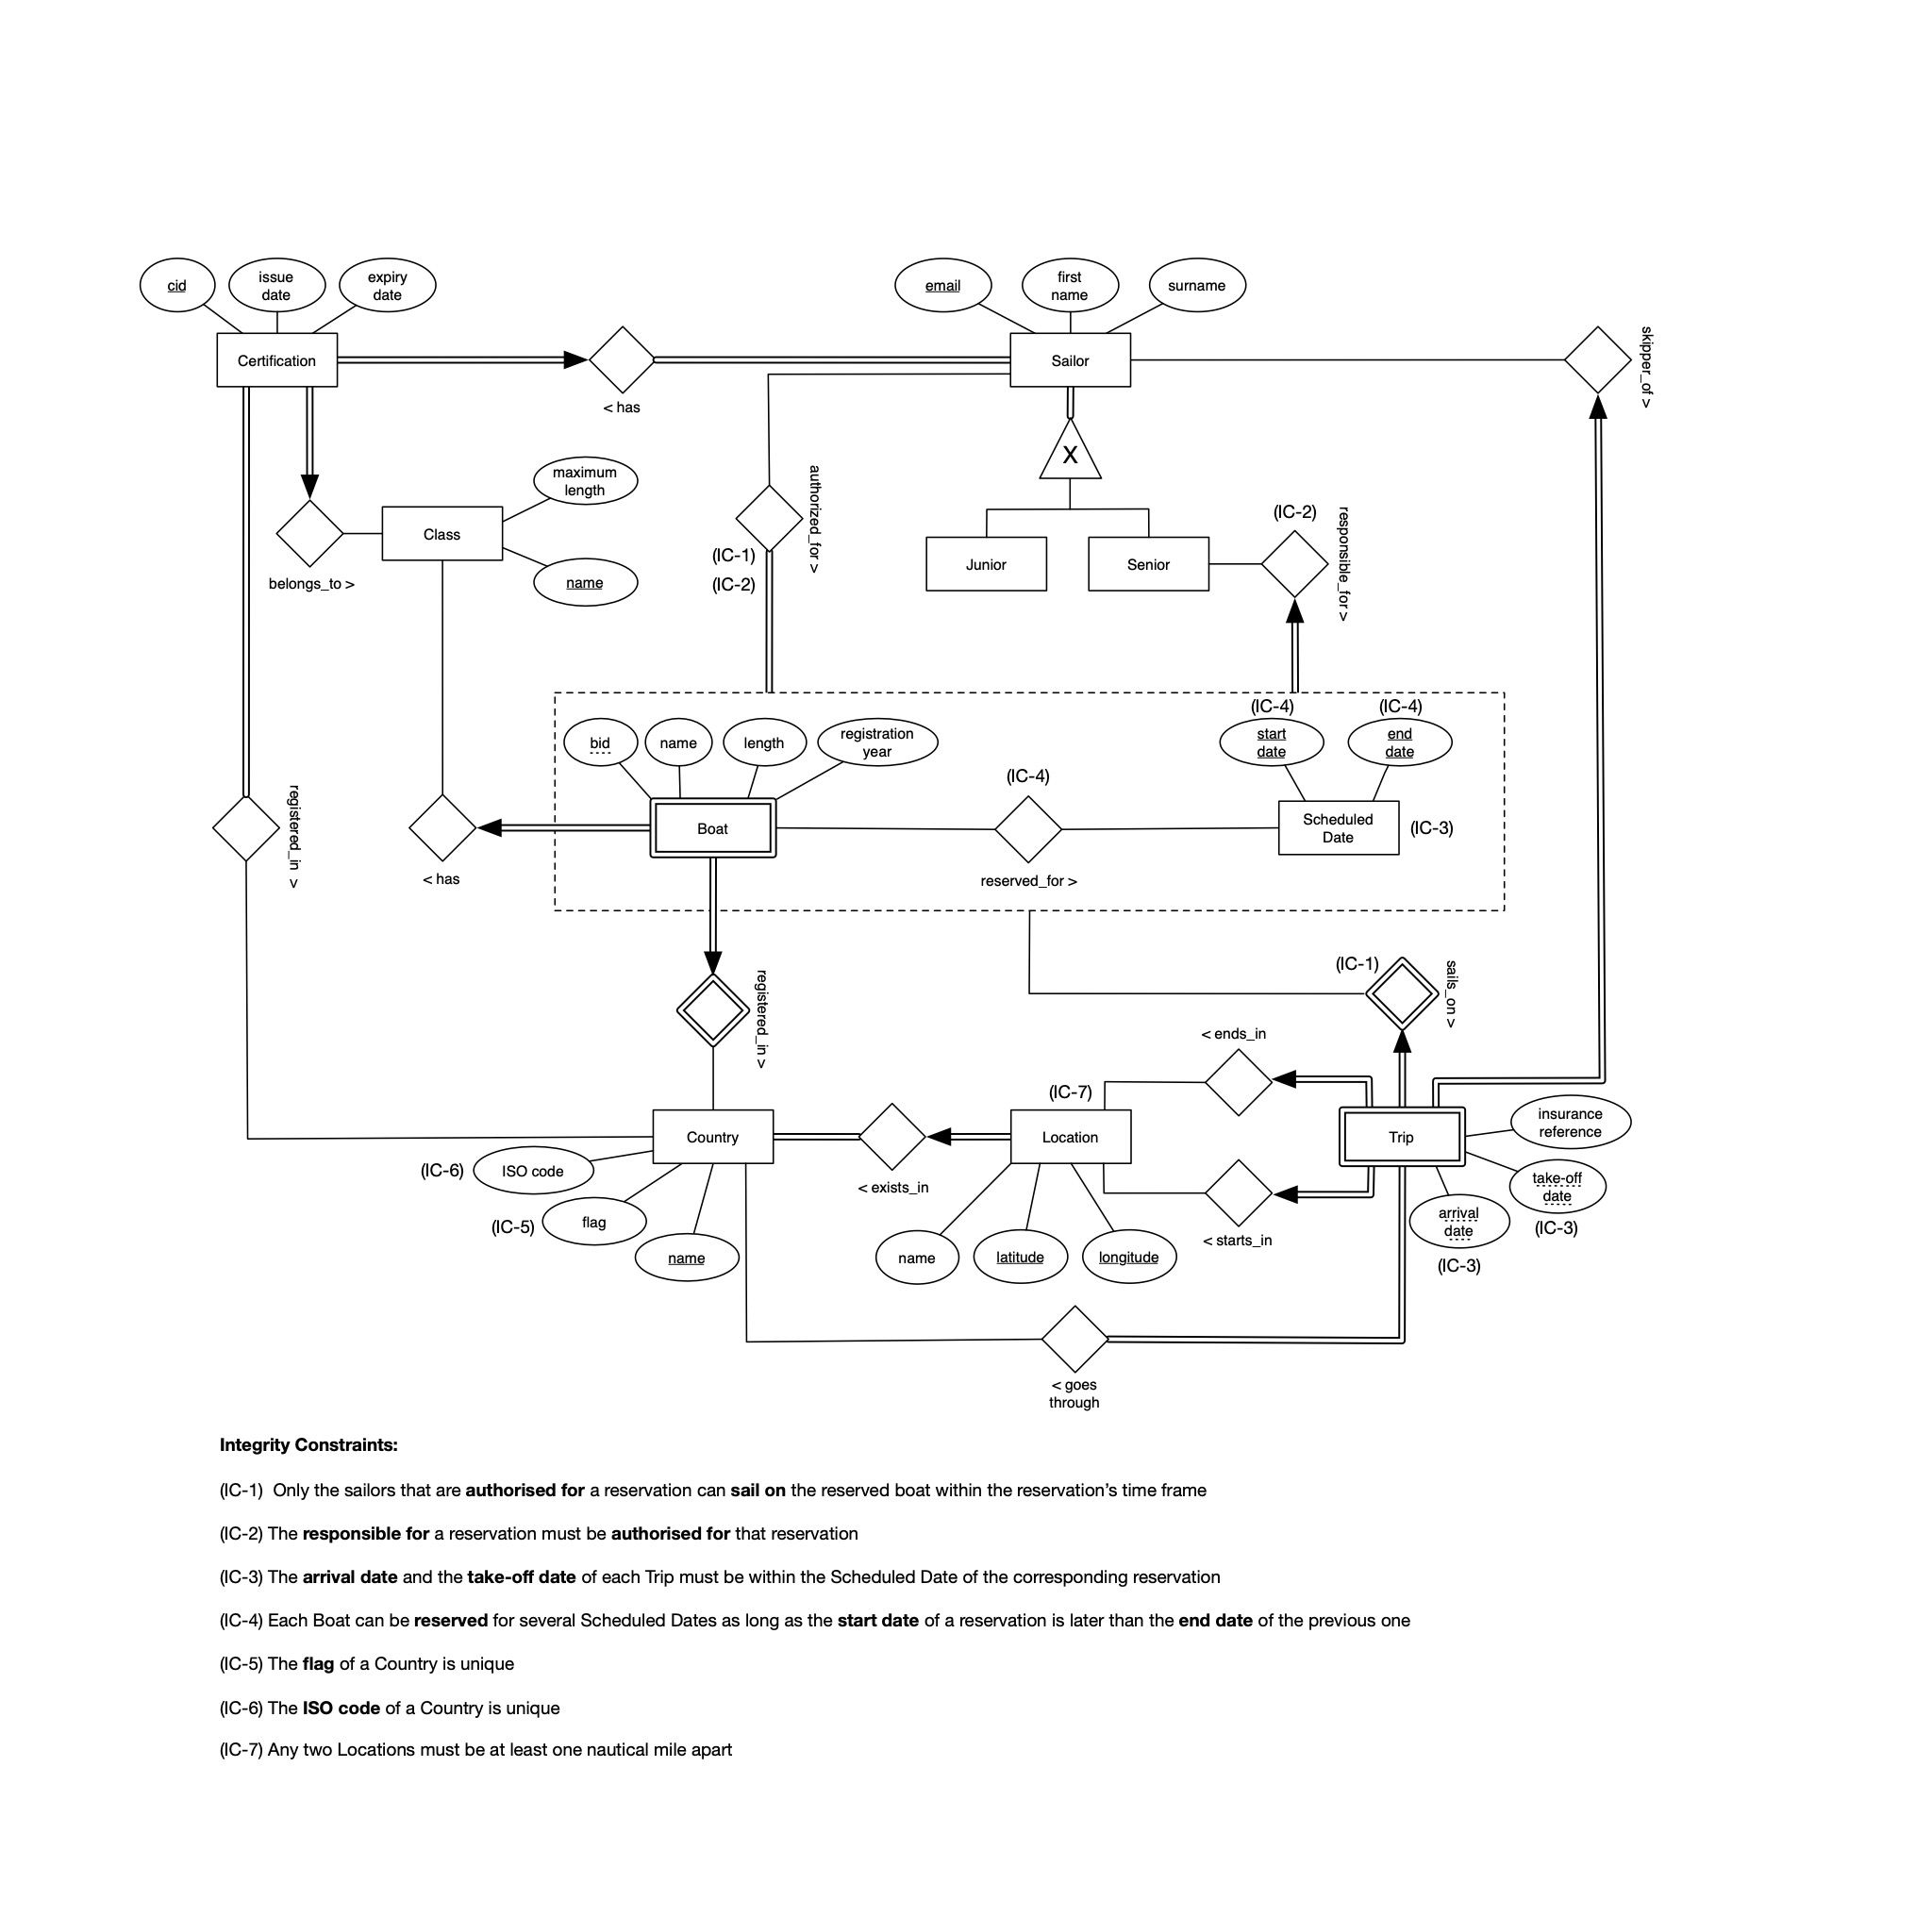 cid
issue
date
expiry
date
email
first
name
surname
Certification
Sailor
skipper_of >
< has
X
maximum
length
Class
name
belongs_to >
authorized_for >
(IC-1)
(IC-2)
Junior
Senior
(IC-2)
responsible_for >
bid
name
length
registration
year
(IC-4)
start
date
(IC-4)
end
date
(IC-4)
Boat
Scheduled
Date
(IC-3)
registered_in >
< has
reserved_for >
registered_in >
(IC-1)
sails_on >
< ends_in
(IC-7)
Country
Location
Trip
insurance
reference
< exists_in
(IC-6)
ISO code
take-off
date
(IC-3)
(IC-5)
flag
arrival
date
(IC-3)
name
name
latitude
longitude
< starts_in
< goes
through
Integrity Constraints:
(IC-1) Only the sailors that are authorised for a reservation can sail on the reserved boat within the reservation's time frame
(IC-2) The responsible for a reservation must be authorised for that reservation
(IC-3) The arrival date and the take-off date of each Trip must be within the Scheduled Date of the corresponding reservation
(IC-4) Each Boat can be reserved for several Scheduled Dates as long as the start date of a reservation is later than the end date of the previous one
(IC-5) The flag of a Country is unique
(IC-6) The ISO code of a Country is unique
(IC-7) Any two Locations must be at least one nautical mile apart